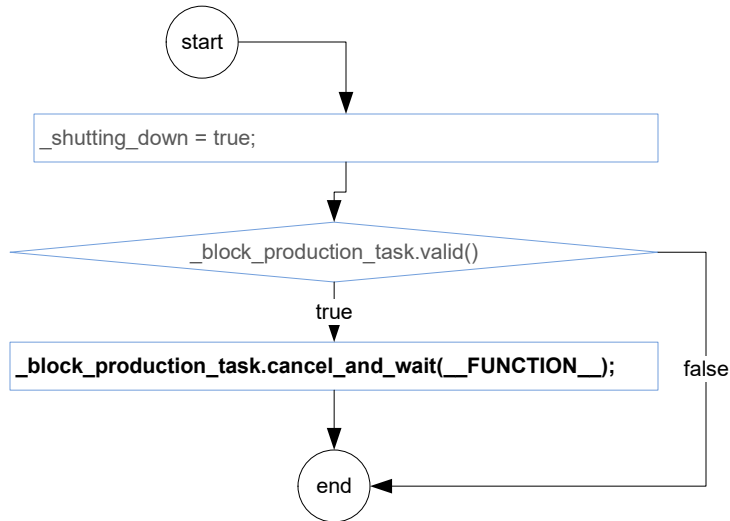 start
_shutting_down = true;
_block_production_task.valid()
true
_block_production_task.cancel_and_wait(__FUNCTION__);
false
end